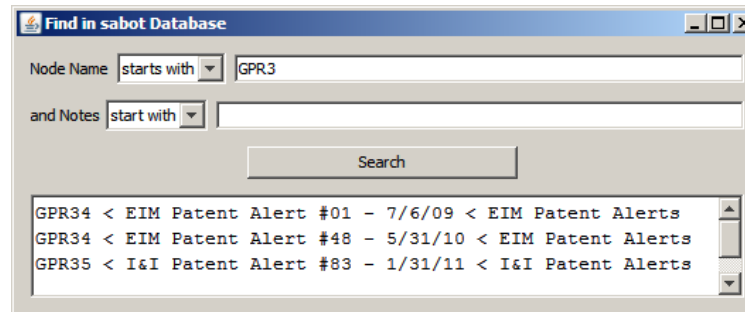 Find in sabot Database
Node Name starts with GPR3
and Notes start with
Search
GPR34 < EIM Patent Alert #01 - 7/6/09 < EIM Patent Alerts
GPR34 < EIM Patent Alert #48 - 5/31/10 < EIM Patent Alerts
GPR35 < I&I Patent Alert #83 - 1/31/11 < I&I Patent Alerts